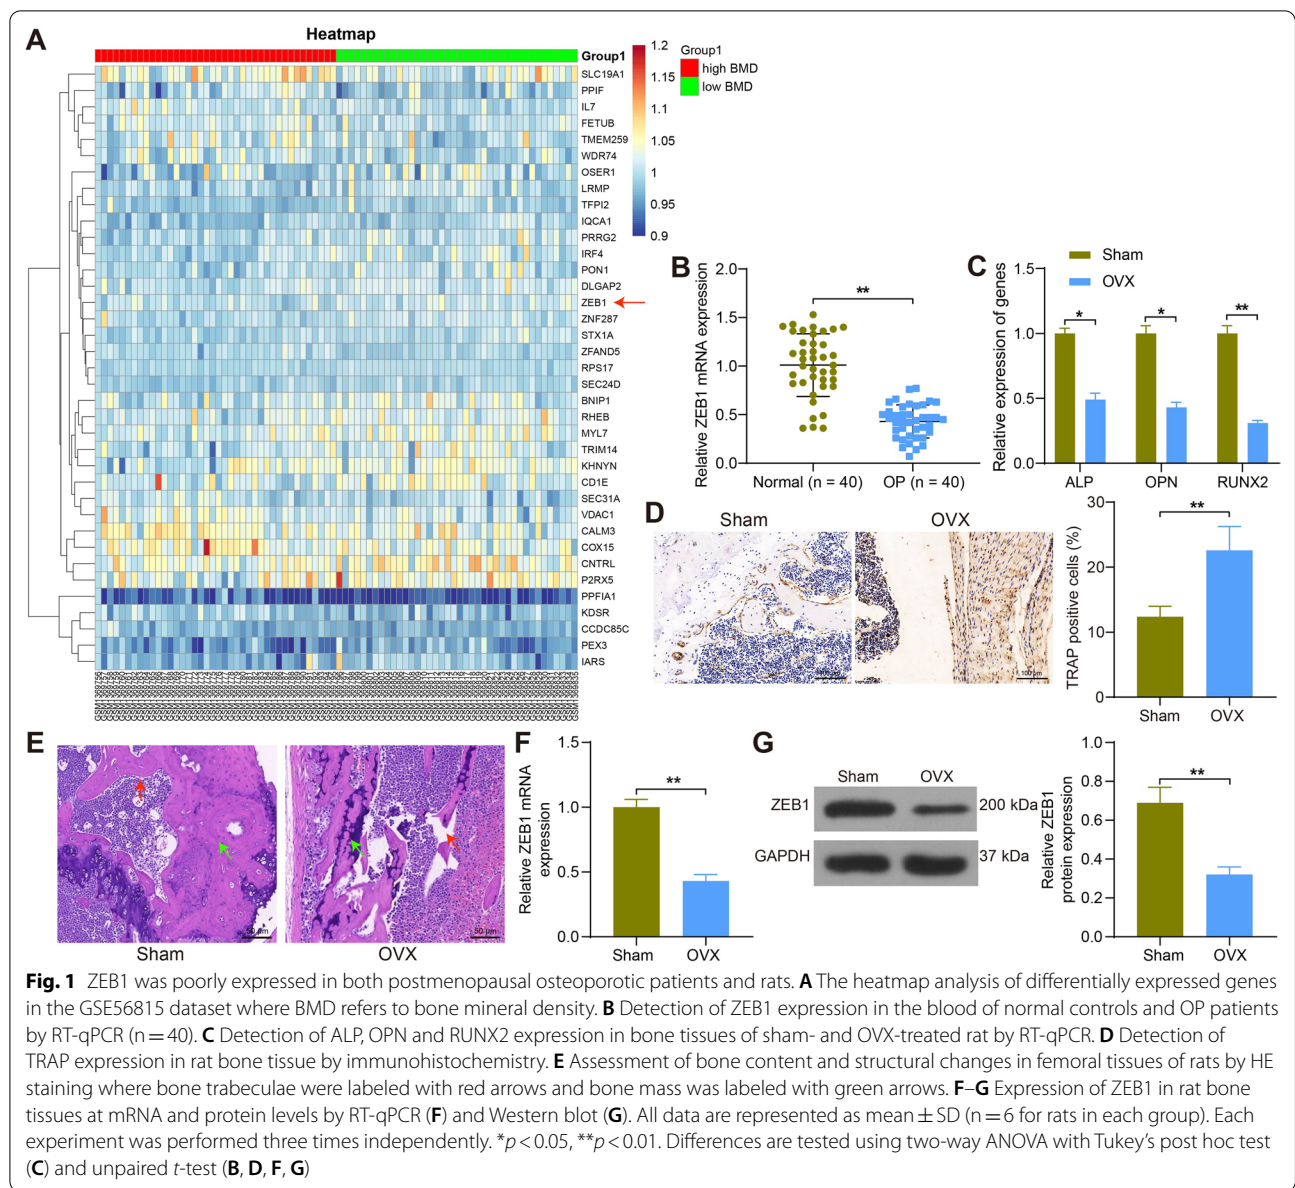 A
Heatmap
Group1
SLC19A1
PPIF
IL7
FETUB
TMEM259
WDR74
OSER1
LRMP
TFPI2
IQCA1
PRRG2
IRF4
PON1
DLGAP2
ZEB1
ZNF287
STX1A
ZFAND5
RPS17
SEC24D
BNIP1
RHEB
MYL7
TRIM14
KHNYN
CD1E
SEC31A
VDAC1
CALM3
COX15
CNTRL
P2RX5
PPFIA1
KDSR
CCDC85C
PEX3
IARS
1.2
1.15
1.1
1.05
1
0.95
0.9
Group1
high BMD
low BMD
B
Relative ZEB1 mRNA expression
2.0
1.5
1.0
0.5
0.0
**
Normal (n = 40)
OP (n = 40)
C
Sham
OVX
Relative expression of genes
1.5
1.0
0.5
0.0
*
*
**
ALP
OPN
RUNX2
D
Sham
OVX
100 μm
TRAP positive cells (%)
30
20
10
0
**
Sham
OVX
E
50 μm
50 μm
Sham
OVX
F
Relative ZEB1 mRNA
expression
1.5
1.0
0.5
0.0
**
Sham
OVX
G
Sham
OVX
ZEB1
200 kDa
GAPDH
37 kDa
Relative ZEB1
protein expression
1.0
0.8
0.6
0.4
0.2
0.0
**
Sham
OVX
Fig. 1 ZEB1 was poorly expressed in both postmenopausal osteoporotic patients and rats. A The heatmap analysis of differentially expressed genes
in the GSE56815 dataset where BMD refers to bone mineral density. B Detection of ZEB1 expression in the blood of normal controls and OP patients
by RT-qPCR (n = 40). C Detection of ALP, OPN and RUNX2 expression in bone tissues of sham- and OVX-treated rat by RT-qPCR. D Detection of
TRAP expression in rat bone tissue by immunohistochemistry. E Assessment of bone content and structural changes in femoral tissues of rats by HE
staining where bone trabeculae were labeled with red arrows and bone mass was labeled with green arrows. F–G Expression of ZEB1 in rat bone
tissues at mRNA and protein levels by RT-qPCR (F) and Western blot (G). All data are represented as mean ± SD (n = 6 for rats in each group). Each
experiment was performed three times independently. *p < 0.05, **p < 0.01. Differences are tested using two-way ANOVA with Tukey's post hoc test
(C) and unpaired t-test (B, D, F, G)